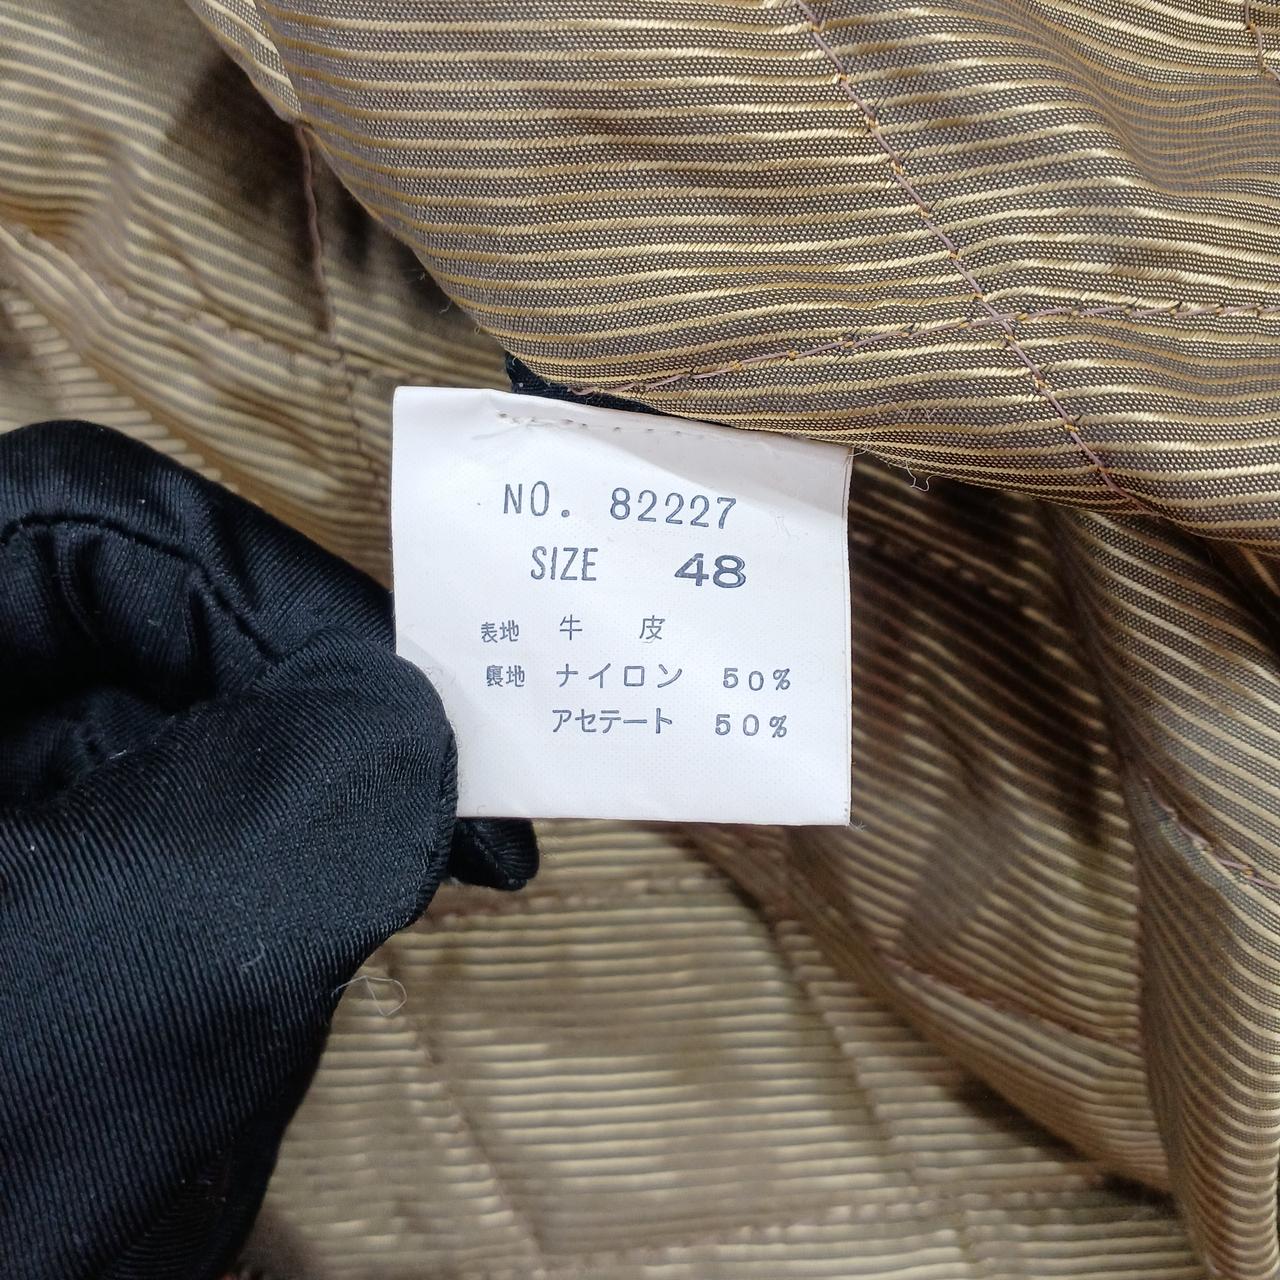 NO. 82227
SIZE 48
表地 牛 皮
裏地 ナイロン 50%
アセテート 50%